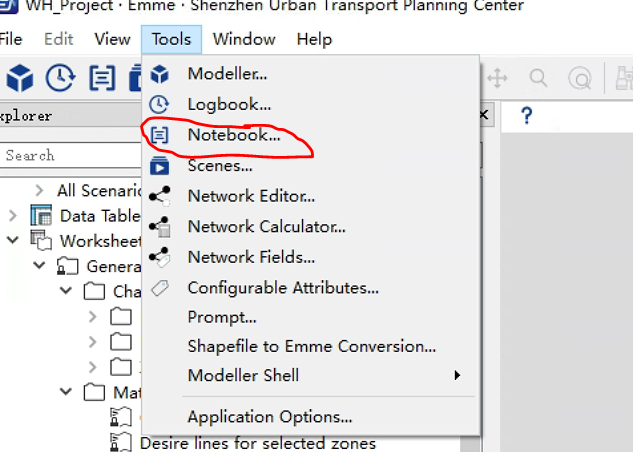 WH_Project - Emme - Shenzhen Urban Transport Planning Center
File Edit View Tools Window Help
Modeller...
xplorer
Logbook...
?
Notebook...
Search
Scenes...
All Scenari
Network Editor...
Data Table
Network Calculator...
Worksheet
Network Fields...
Genera
Configurable Attributes...
Cha
Prompt...
Shapefile to Emme Conversion...
Modeller Shell
Mat
Application Options...
Desire lines for selected zones